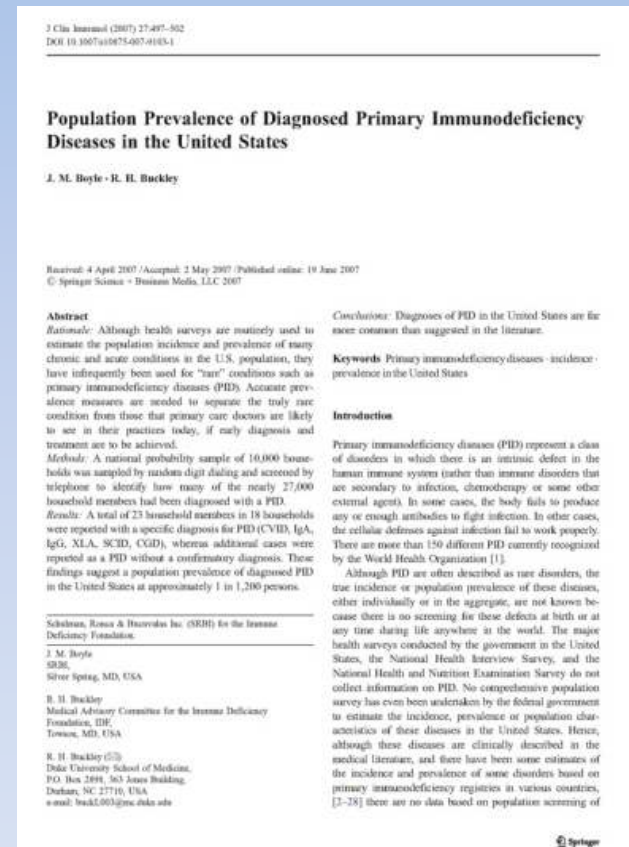 J Clin Immunol (2007) 27:497–502
DOI 10.1007/s10875-007-9103-1
Population Prevalence of Diagnosed Primary Immunodeficiency
Diseases in the United States
J. M. Boyle · R. H. Buckley
Received: 4 April 2007 / Accepted: 2 May 2007 / Published online: 19 June 2007
© Springer Science + Business Media, LLC 2007
Abstract
Rationale: Although health surveys are routinely used to
estimate the population incidence and prevalence of many
chronic and acute conditions in the U.S. population, they
have infrequently been used for “rare” conditions such as
primary immunodeficiency diseases (PID). Accurate prev-
alence measures are needed to separate the truly rare
condition from those that primary care doctors are likely
to see in their practices today, if early diagnosis and
treatment are to be achieved.
Methods: A national probability sample of 10,000 house-
holds was sampled by random digit dialing and screened by
telephone to identify how many of the nearly 27,000
household members had been diagnosed with a PID.
Results: A total of 23 household members in 18 households
were reported with a specific diagnosis for PID (CVID, IgA,
IgG, XLA, SCID, CGD), whereas additional cases were
reported as a PID without a confirmatory diagnosis. These
findings suggest a population prevalence of diagnosed PID
in the United States at approximately 1 in 1,200 persons.
Schulman, Ronca & Bucuvalas Inc. (SRBI) for the Immune
Deficiency Foundation.
J. M. Boyle
SRBI,
Silver Spring, MD, USA
R. H. Buckley
Medical Advisory Committee for the Immune Deficiency
Foundation, IDF,
Towson, MD, USA
R. H. Buckley (✉)
Duke University School of Medicine,
P.O. Box 2898, 363 Jones Building,
Durham, NC 27710, USA
e-mail: buckl003@mc.duke.edu
Conclusions: Diagnoses of PID in the United States are far
more common than suggested in the literature.
Keywords Primary immunodeficiency diseases · incidence ·
prevalence in the United States
Introduction
Primary immunodeficiency diseases (PID) represent a class
of disorders in which there is an intrinsic defect in the
human immune system (rather than immune disorders that
are secondary to infection, chemotherapy or some other
external agent). In some cases, the body fails to produce
any or enough antibodies to fight infection. In other cases,
the cellular defenses against infection fail to work properly.
There are more than 150 different PID currently recognized
by the World Health Organization [1].
Although PID are often described as rare disorders, the
true incidence or population prevalence of these diseases,
either individually or in the aggregate, are not known be-
cause there is no screening for these defects at birth or at
any time during life anywhere in the world. The major
health surveys conducted by the government in the United
States, the National Health Interview Survey, and the
National Health and Nutrition Examination Survey do not
collect information on PID. No comprehensive population
survey has even been undertaken by the federal government
to estimate the incidence, prevalence or population char-
acteristics of these diseases in the United States. Hence,
although these diseases are clinically described in the
medical literature, and there have been some estimates of
the incidence and prevalence of some disorders based on
primary immunodeficiency registries in various countries,
[2–28] there are no data based on population screening of
Springer